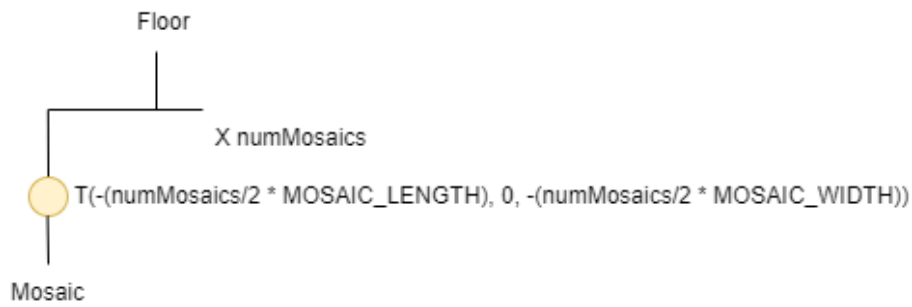 Floor
X numMosaics
T(-(numMosaics/2 * MOSAIC_LENGTH), 0, -(numMosaics/2 * MOSAIC_WIDTH))
Mosaic